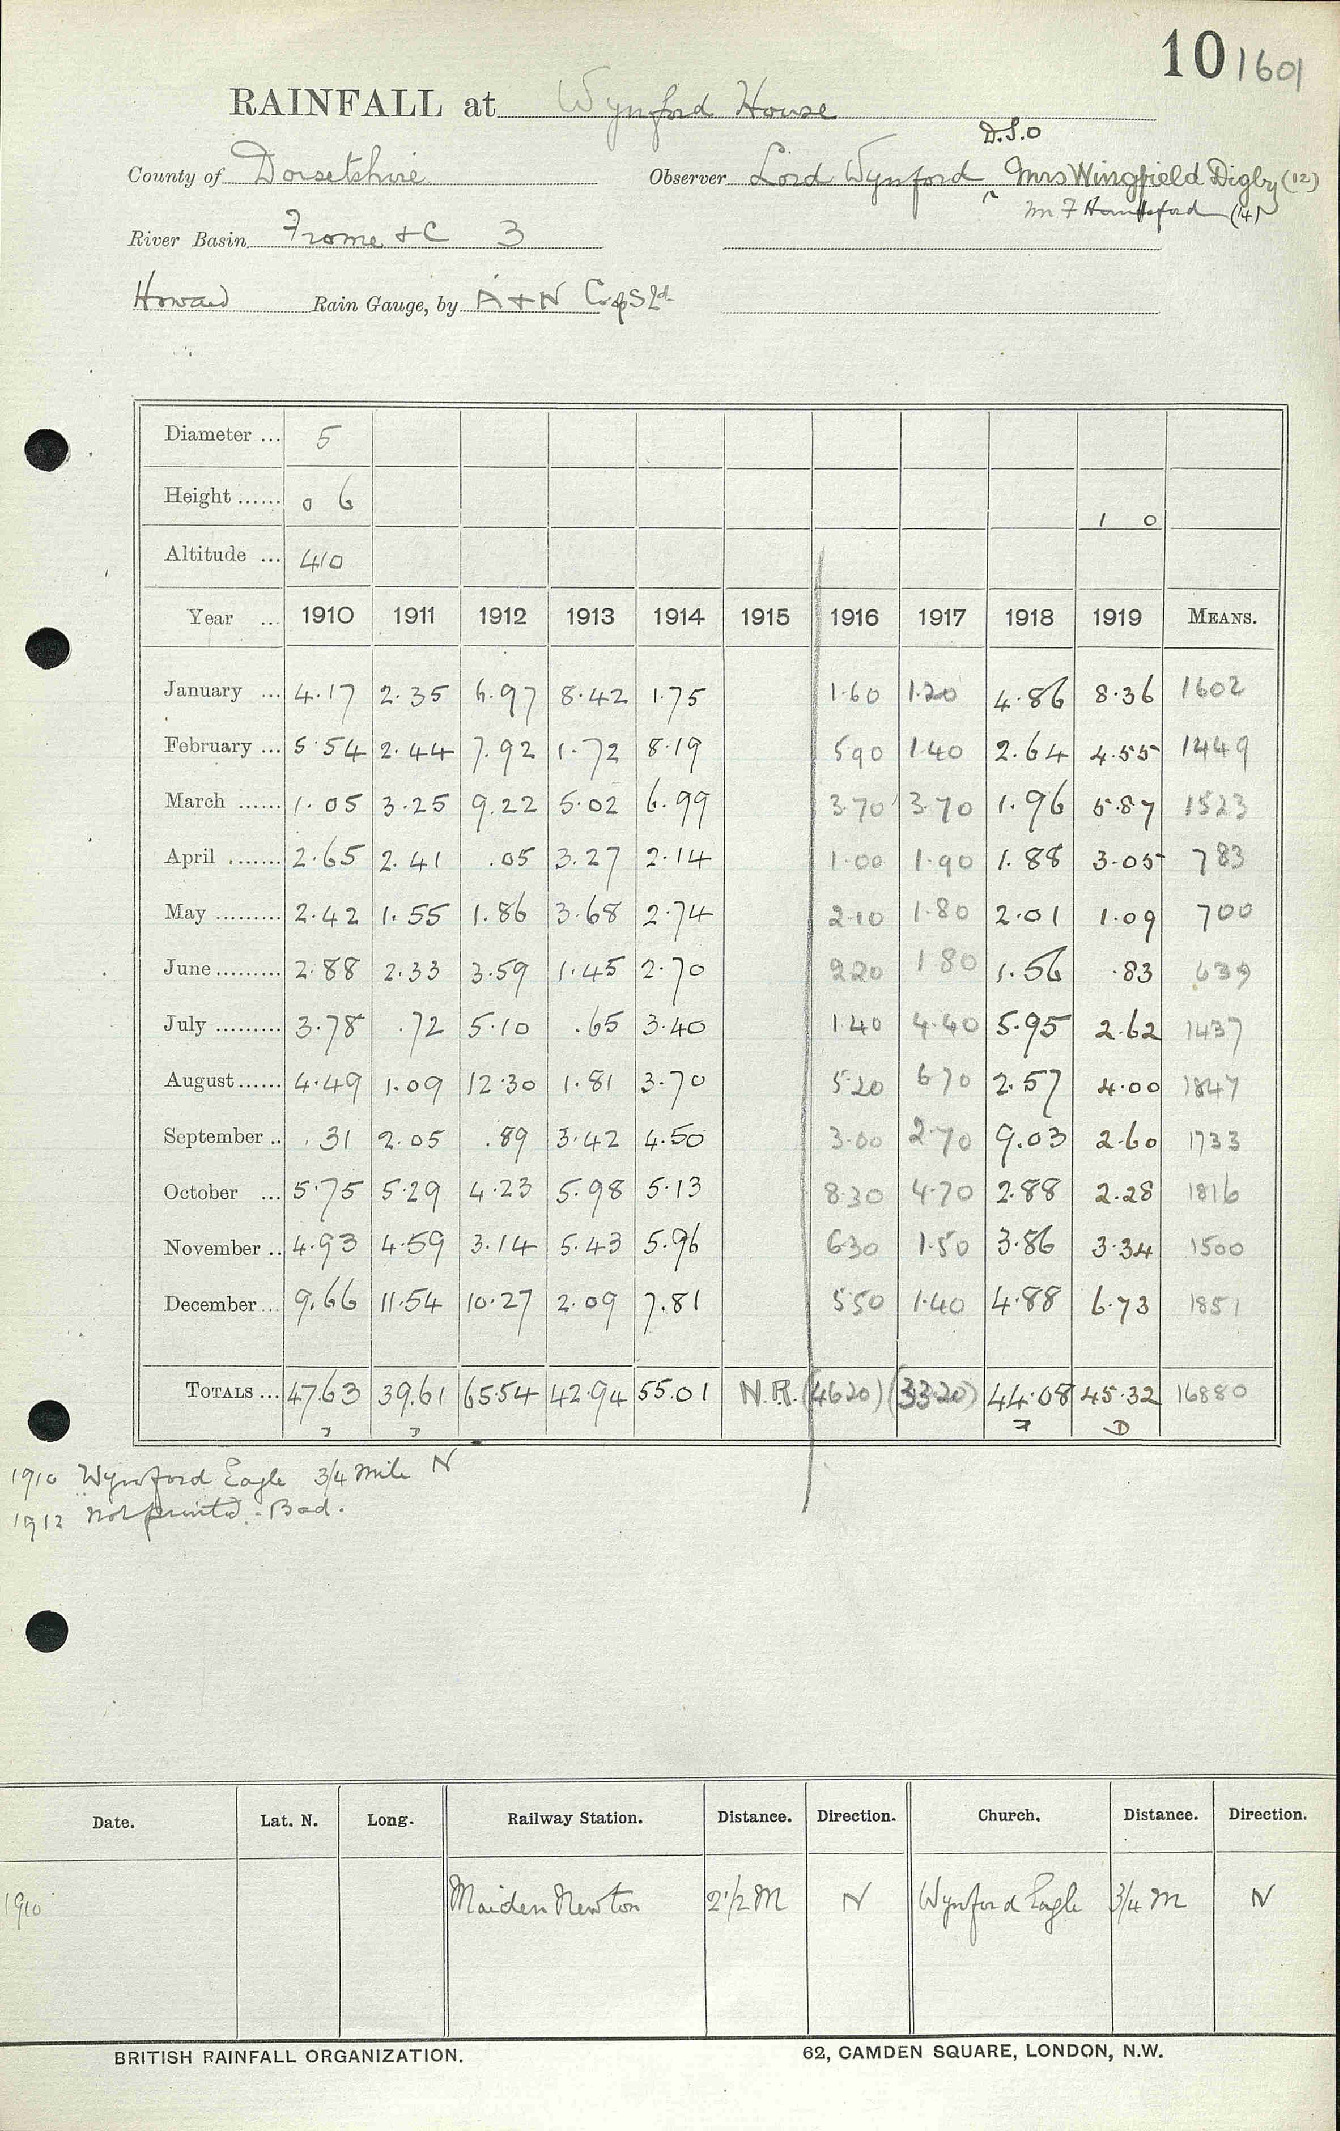 10 1601
RAINFALL at Wynford House
D.S.O
County of Dorsetshire Observer Lord Wynford ^ Mrs Wingfield Digby (12)
Mr F (14)
River Basin Frome & C 3
Howard Rain Gauge, by A & N Ld.
Diameter ... 5
Height ...... 0 6 1 0
Altitude ... 410
Year ... 1910 1911 1912 1913 1914 1915 1916 1917 1918 1919 MEANS.
January ... 4.17 2.35 6.97 8.42 1.75 1.60 1.20 4.86 8.36 1602
February ... 5.54 2.44 7.92 1.72 8.19 5 90 1.40 2.64 4.55 1449
March ...... 1.05 3.25 9.22 5.02 6.99 3.70 3.70 1.96 5.87 1523
April ........ 2.65 2.41 .05 3.27 2.14 1.00 1.90 1.88 3.05 783
May ......... 2.42 1.55 1.86 3.68 2.74 2.10 1.80 2.01 1.09 700
June ......... 2.88 2.33 3.59 1.45 2.70 2 20 1 80 1.56 .83 639
July ......... 3.78 .72 5.10 .65 3.40 1.40 4.40 5.95 2.62 1437
August ...... 4.49 1.09 12.30 1.81 3.70 5.20 6 70 2.57 4.00 1847
September .. .31 2.05 .89 3.42 4.50 3.00 2.70 9.03 2.60 1733
October ... 5.75 5.29 4.23 5.98 5.13 8.30 4.70 2.88 2.28 1816
November .. 4.93 4.59 3.14 5.43 5.96 6 30 1.50 3.86 3.34 1500
December ... 9.66 11.54 10.27 2.09 7.81 5 50 1.40 4.88 6.73 1851
TOTALS ... 47.63 39.61 65.54 42.94 55.01 N.R. (46 20) (33 20) 44.08 45.32 16880
D
1910 Wynford Eagle 3/4 mile N
1912 not printed. - Bad.
Date. Lat. N. Long. Railway Station. Distance. Direction. Church. Distance. Direction.
1910 Maiden Newton 2 1/2 M N Wynford Eagle 3/4 M N
BRITISH RAINFALL ORGANIZATION. 62, CAMDEN SQUARE, LONDON, N.W.